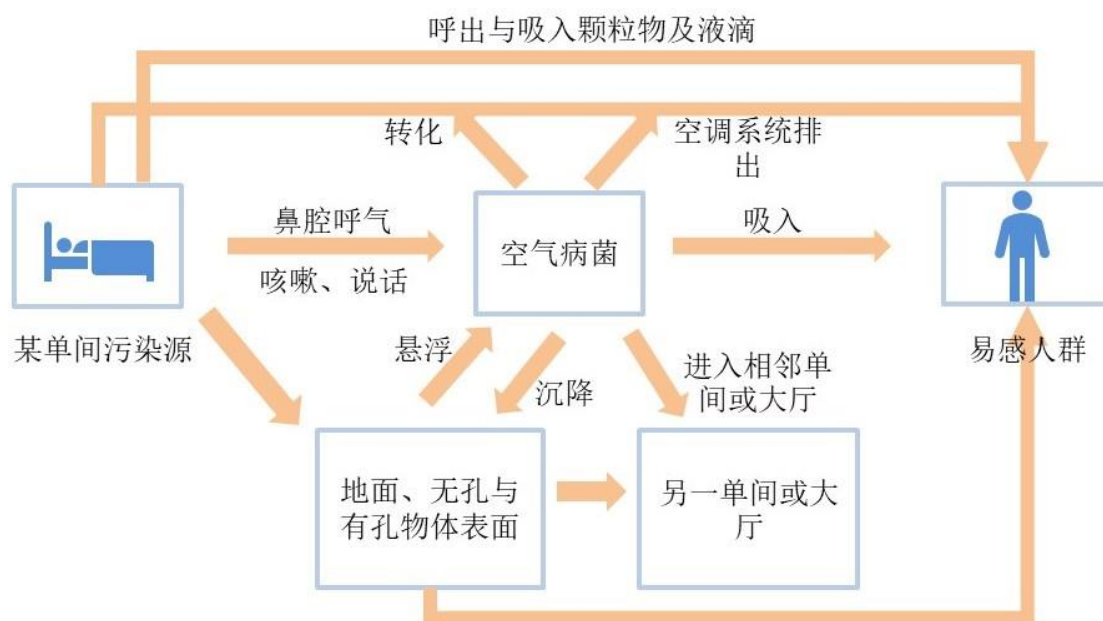 呼出与吸入颗粒物及液滴
转化
空调系统排
出
鼻腔呼气
咳嗽、说话
空气病菌
吸入
某单间污染源
易感人群
悬浮
沉降
进入相邻单
间或大厅
地面、无孔与
有孔物体表面
另一单间或大
厅